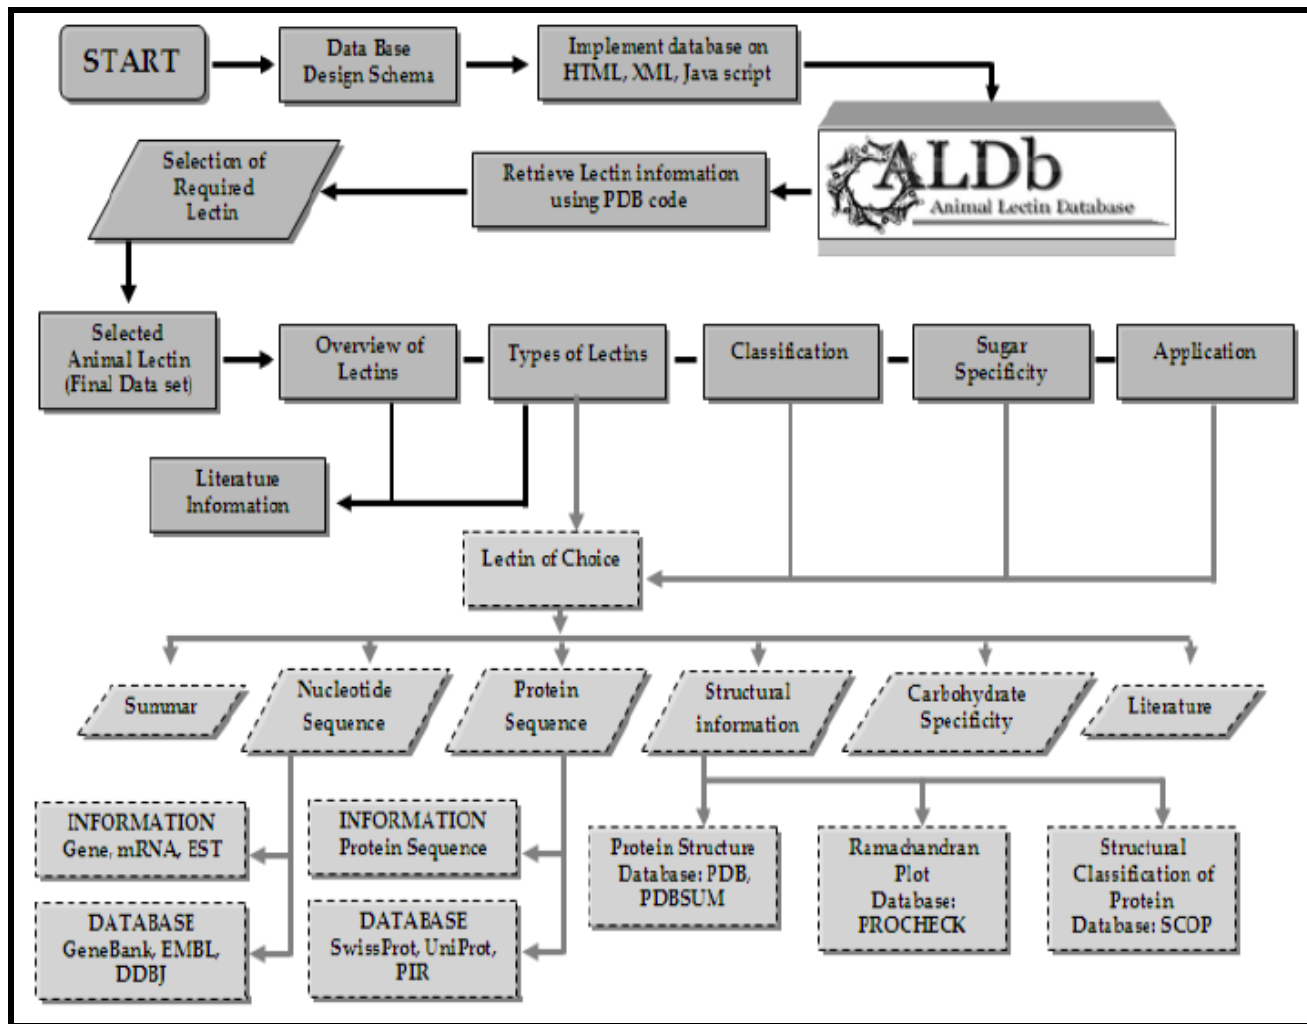 START
Data Base
Design Schema
Implement database on
HTML, XML, Java script
ALDb
Animal Lectin Database
Retrieve Lectin information
using PDB code
Selection of
Required
Lectin
Selected
Animal Lectin
(Final Data set)
Overview of
Lectins
Types of Lectins
Classification
Sugar
Specificity
Application
Literature
Information
Lectin of Choice
Summar
Nucleotide
Sequence
Protein
Sequence
Structural
information
Carbohydrate
Specificity
Literature
INFORMATION
Gene, mRNA, EST
DATABASE
GeneBank, EMBL,
DDBJ
INFORMATION
Protein Sequence
DATABASE
SwissProt, UniProt,
PIR
Protein Structure
Database: PDB,
PDBSUM
Ramachandran
Plot
Database:
PROCHECK
Structural
Classification of
Protein
Database: SCOP